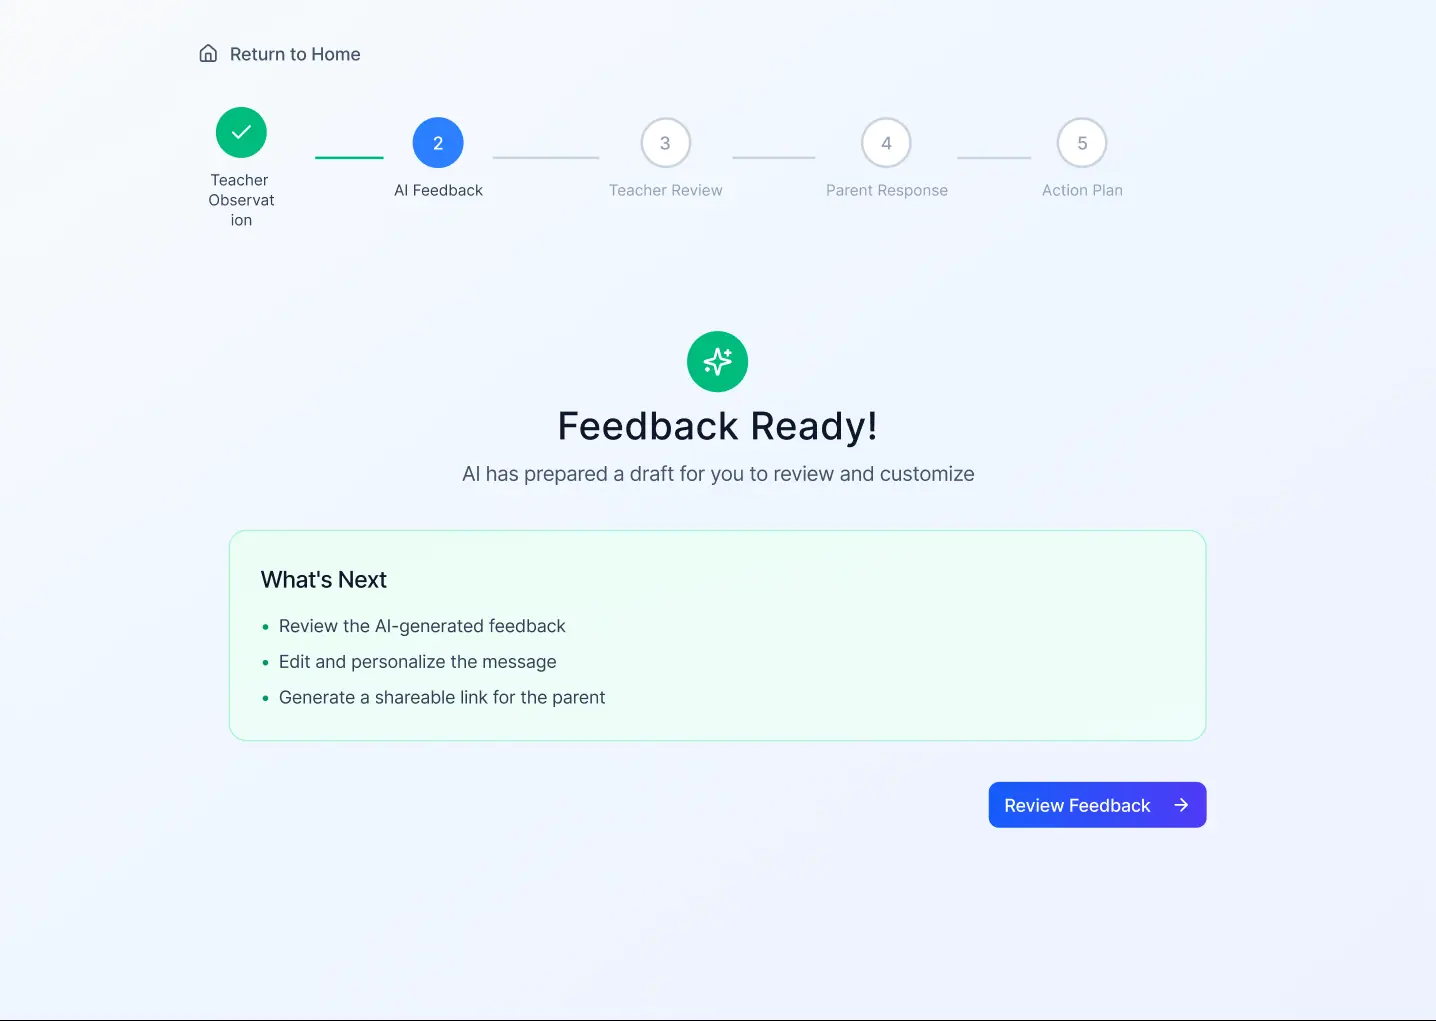 Return to Home
Teacher
Observat
ion
2
AI Feedback
3
Teacher Review
4
Parent Response
5
Action Plan
Feedback Ready!
AI has prepared a draft for you to review and customize
What's Next
• Review the AI-generated feedback
• Edit and personalize the message
• Generate a shareable link for the parent
Review Feedback →